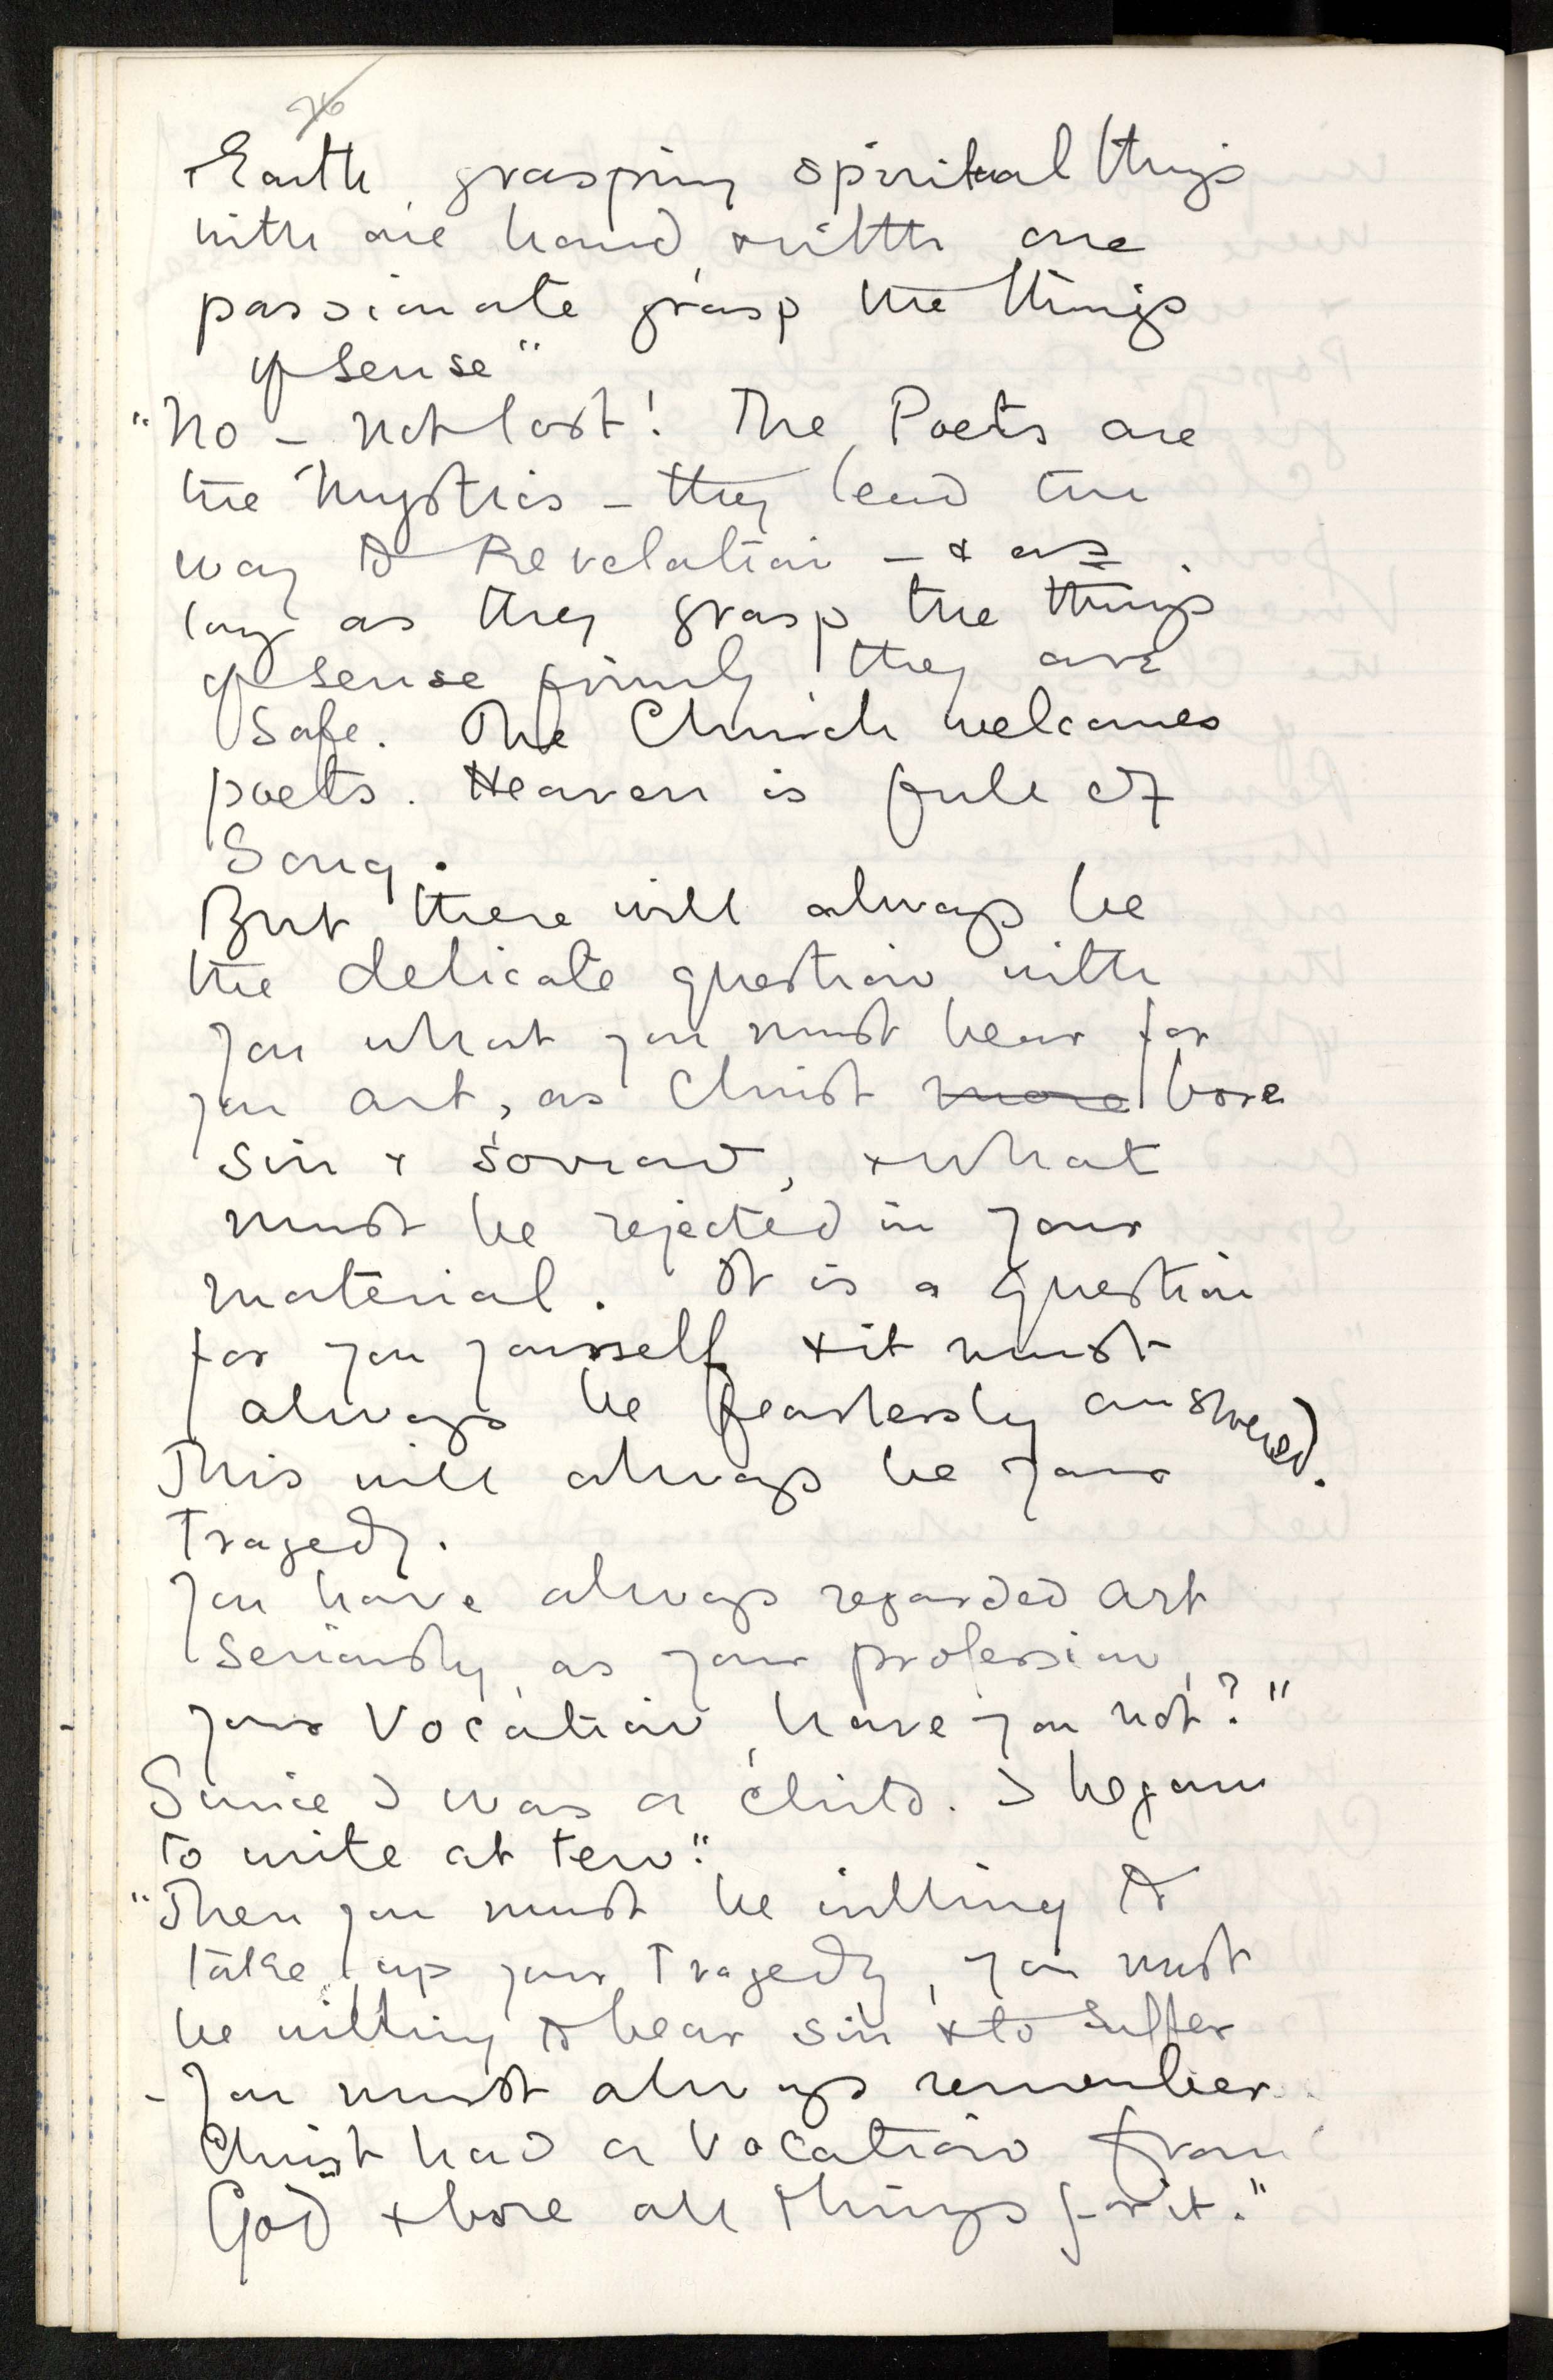 76
Earth, grasping spiritual things
with one hand, & with one
passionate grasp the things
of sense"
"No – not lost! The Poets are
the Mystics – they lead the
way to Revelation – & as
long as they grasp the things
of sense firmly they are
safe. The Church welcomes
poets. Heaven is full of
Song.
But there will always be
the delicate question with
you what you must bear for
you art, as Christ more bore
sin & sorrow, & what
must be rejected in your
material. It is a question
for you yourself & it must
always be fearlessly answered.
This will always be your
Tragedy.
You have always regarded art
seriously, as your profession,
your Vocation, have you not?"
Since I was a child. I began
to write at ten."
"Then you must be willing to
take up your Tragedy, you must
be willing to bear sin & to suffer
– You must always remember
Christ had a Vocation from
God & bore all things for it."